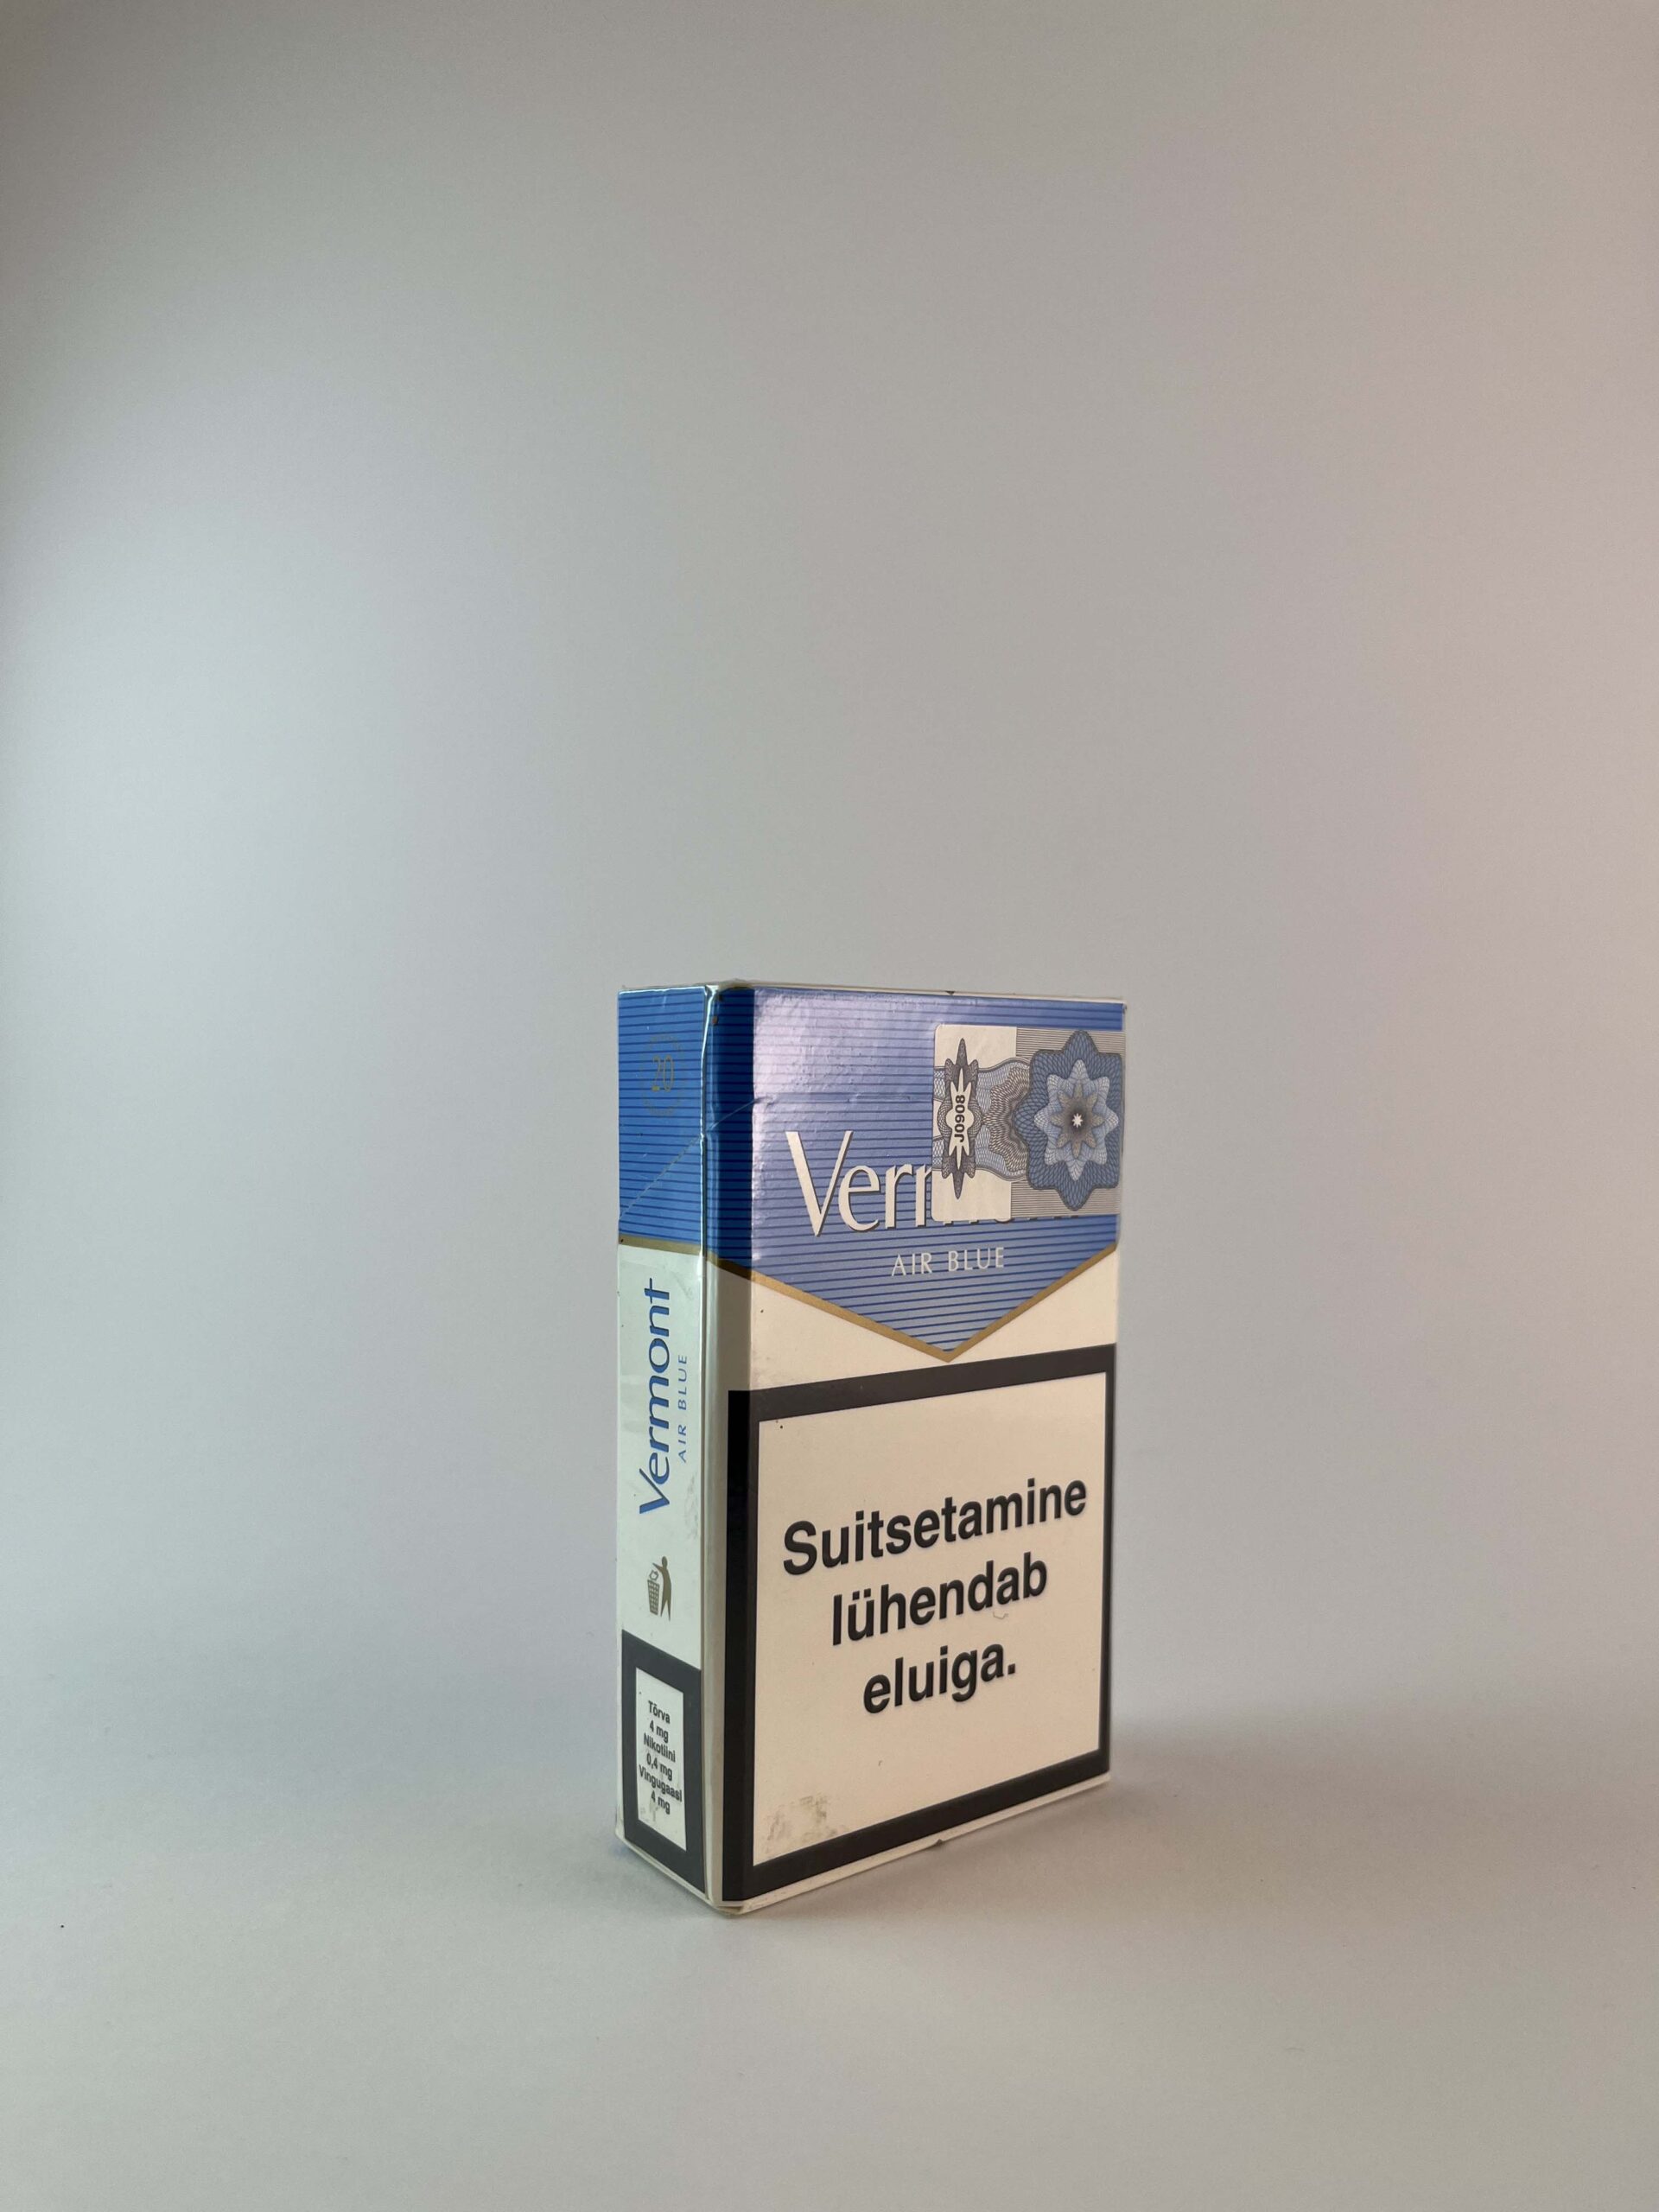 20
Vermont
AIR BLUE
Tõrva
4 mg
Nikotiini
0,4 mg
Vingugaasi
4 mg
J0908
Verm
AIR BLUE
Suitsetamine
lühendab
eluiga.